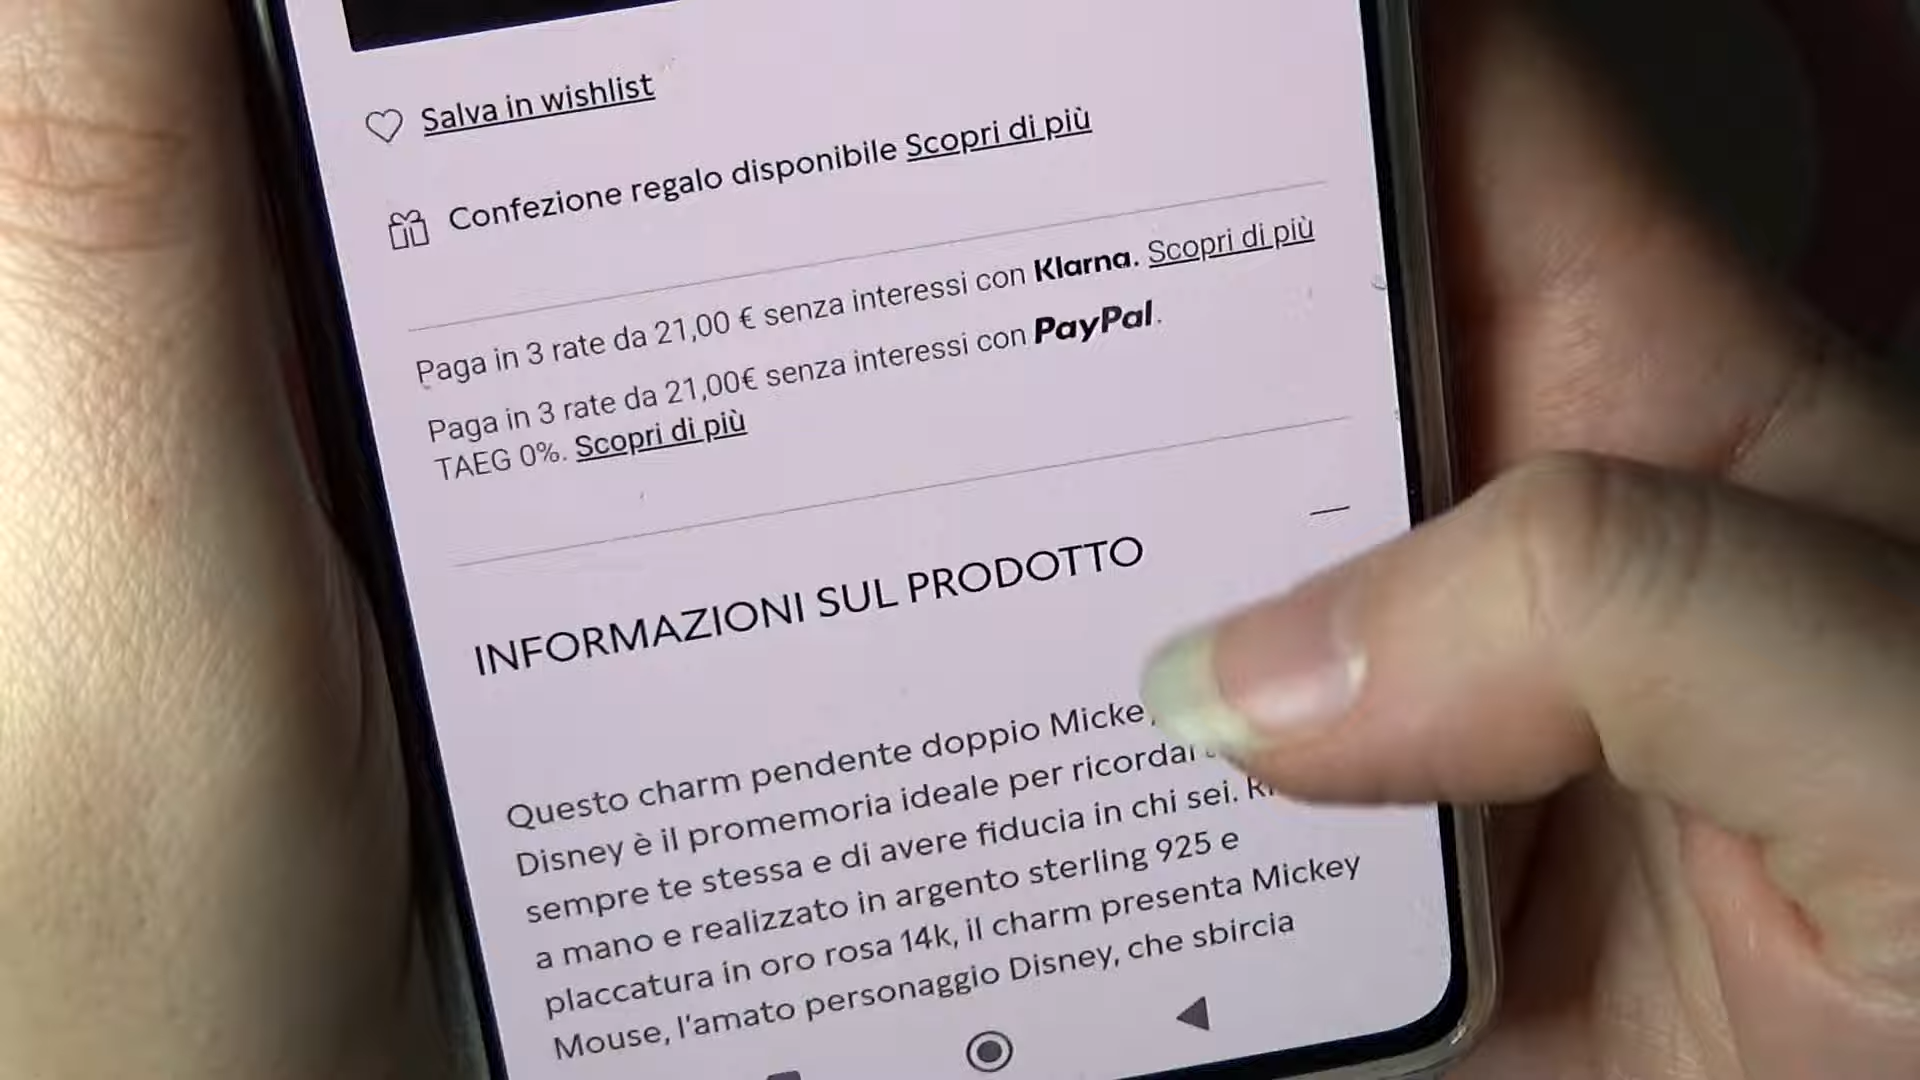 Salva in wishlist
Confezione regalo disponibile Scopri di più
Paga in 3 rate da 21,00 € senza interessi con Klarna. Scopri di più
Paga in 3 rate da 21,00€ senza interessi con PayPal.
TAEG 0%. Scopri di più
INFORMAZIONI SUL PRODOTTO
Questo charm pendente doppio
Disney è il promemoria ideale per
sempre te stessa e di avere fiducia in chi sei.
a mano e realizzato in argento sterling 925 e
placcatura in oro rosa 14k, il charm presenta Mickey
Mouse, l'amato personaggio Disney, che sbircia